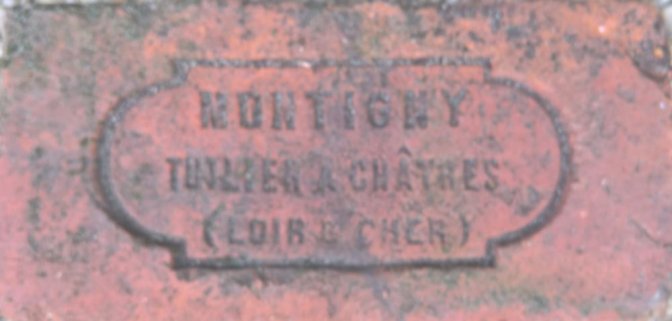 MONTIGNY
TUILIER A CHÂTRES
(LOIR & CHER)